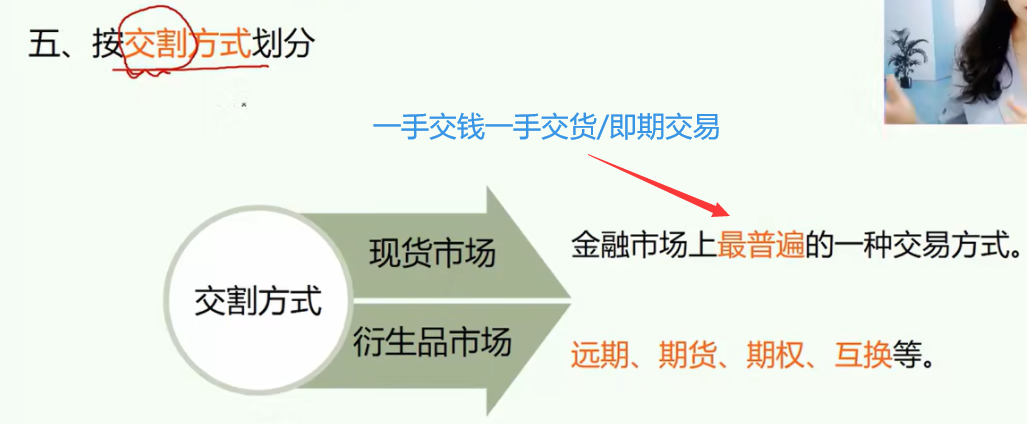 五、按交割方式划分
一手交钱一手交货/即期交易
现货市场
金融市场上最普遍的一种交易方式。
交割方式
衍生品市场
远期、期货、期权、互换等。